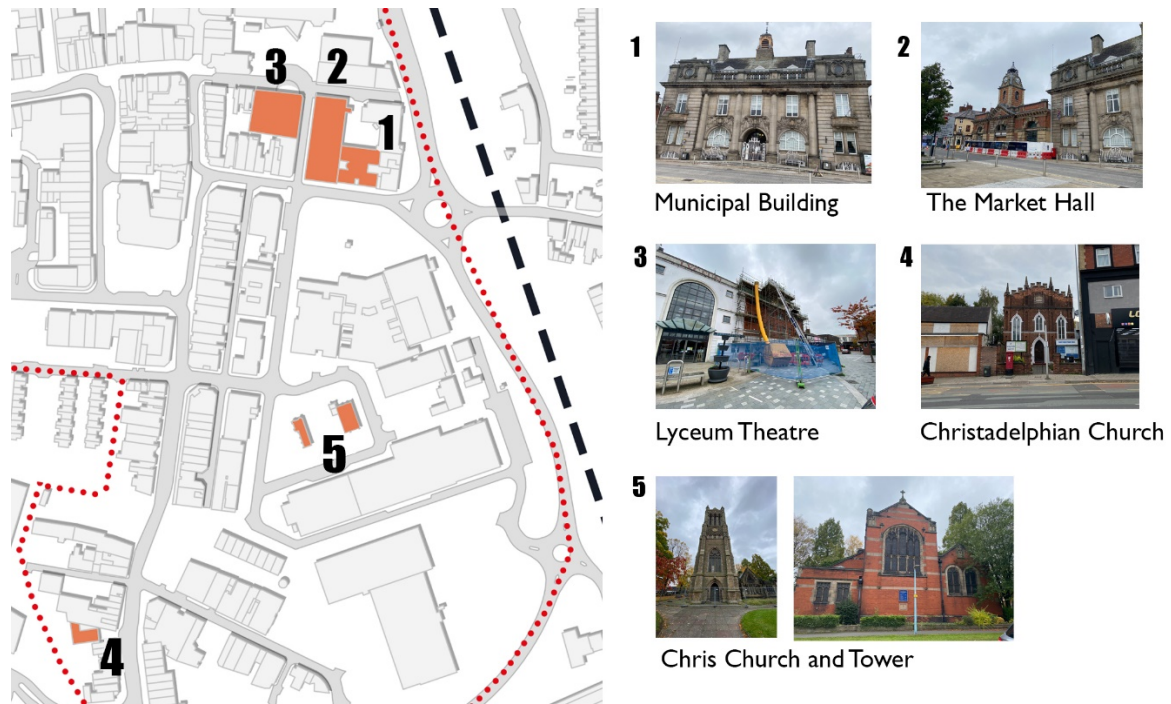 3
2
1
5
4
1
Municipal Building
2
The Market Hall
3
Lyceum Theatre
4
Christadelphian Church
5
Chris Church and Tower